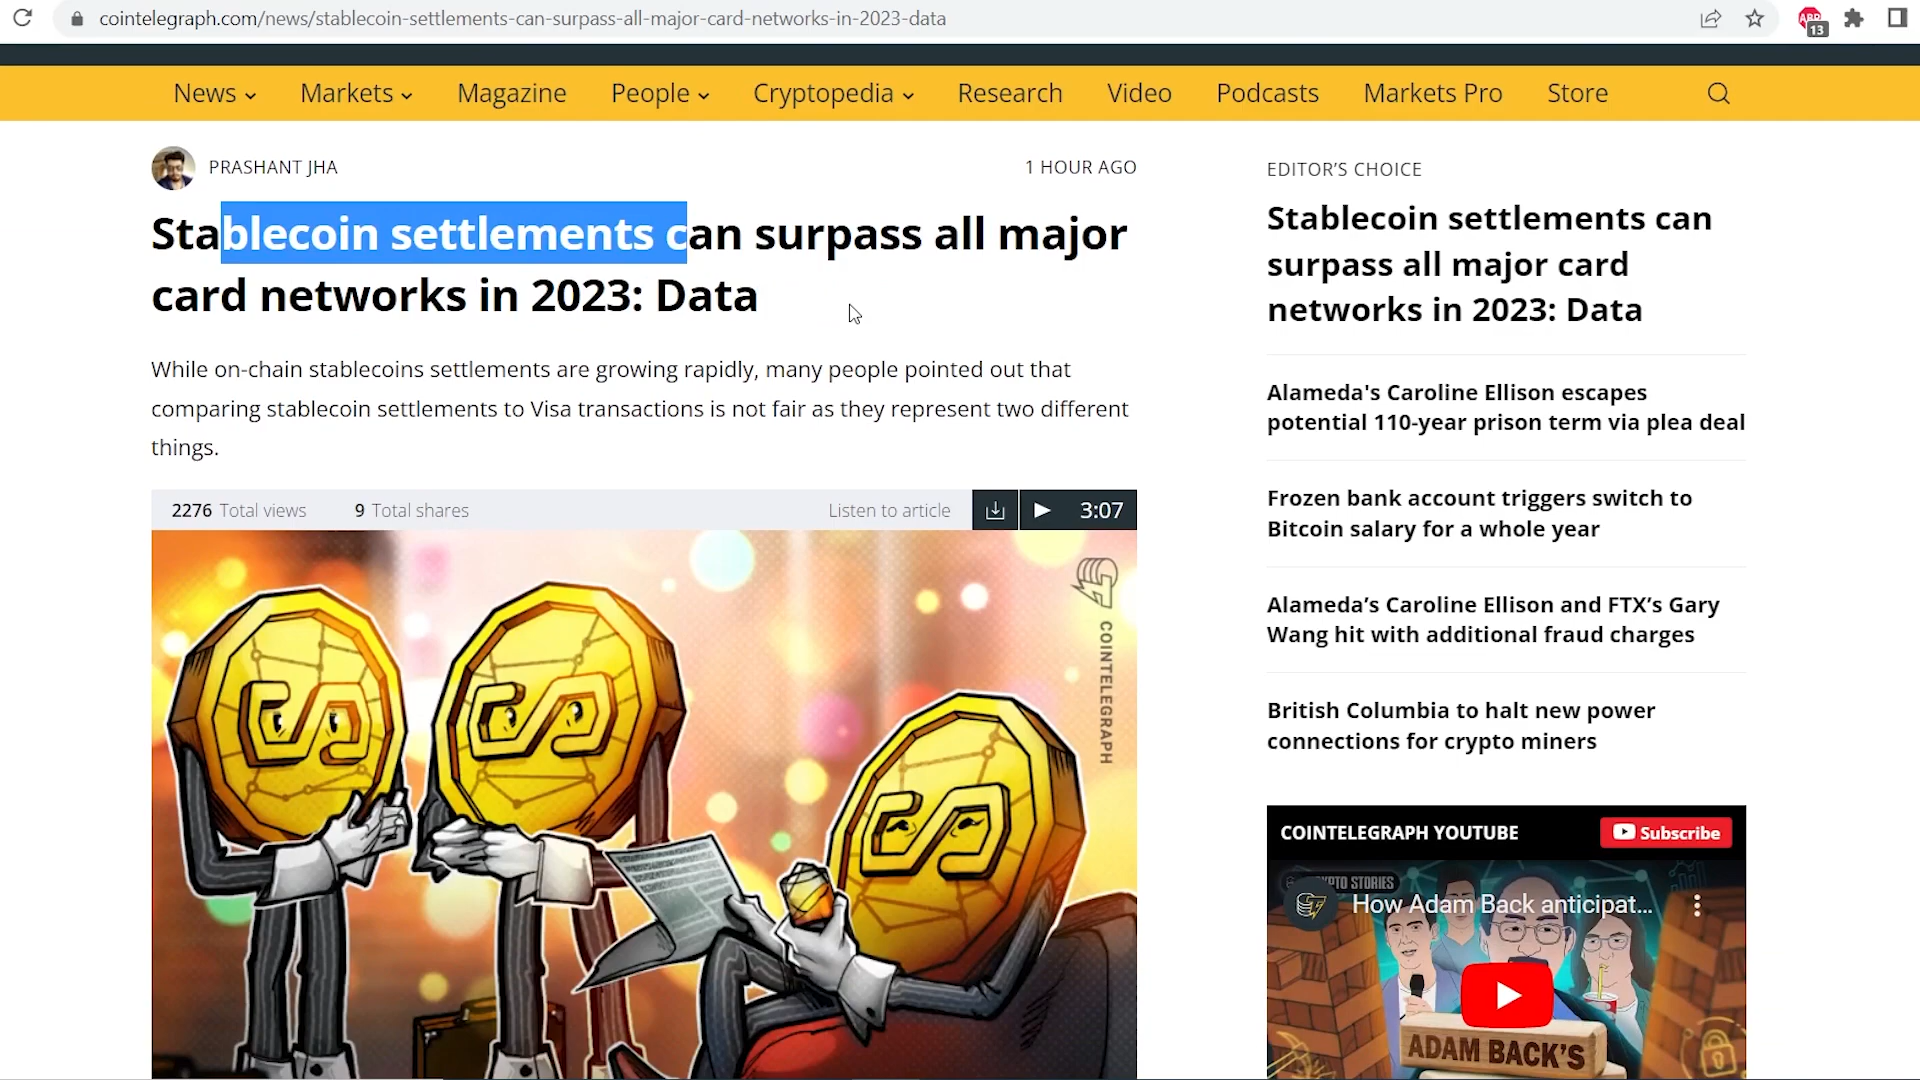 cointelegraph.com/news/stablecoin-settlements-can-surpass-all-major-card-networks-in-2023-data
ABP
13
News Markets Magazine People Cryptopedia Research Video Podcasts Markets Pro Store
PRASHANT JHA
1 HOUR AGO
Stablecoin settlements can surpass all major
card networks in 2023: Data
While on-chain stablecoins settlements are growing rapidly, many people pointed out that
comparing stablecoin settlements to Visa transactions is not fair as they represent two different
things.
2276 Total views 9 Total shares Listen to article 3:07
COINTELEGRAPH
EDITOR’S CHOICE
Stablecoin settlements can
surpass all major card
networks in 2023: Data
Alameda's Caroline Ellison escapes
potential 110-year prison term via plea deal
Frozen bank account triggers switch to
Bitcoin salary for a whole year
Alameda’s Caroline Ellison and FTX’s Gary
Wang hit with additional fraud charges
British Columbia to halt new power
connections for crypto miners
COINTELEGRAPH YOUTUBE
Subscribe
STORIES
How Adam Back anticipat...
ADAM BACK'S